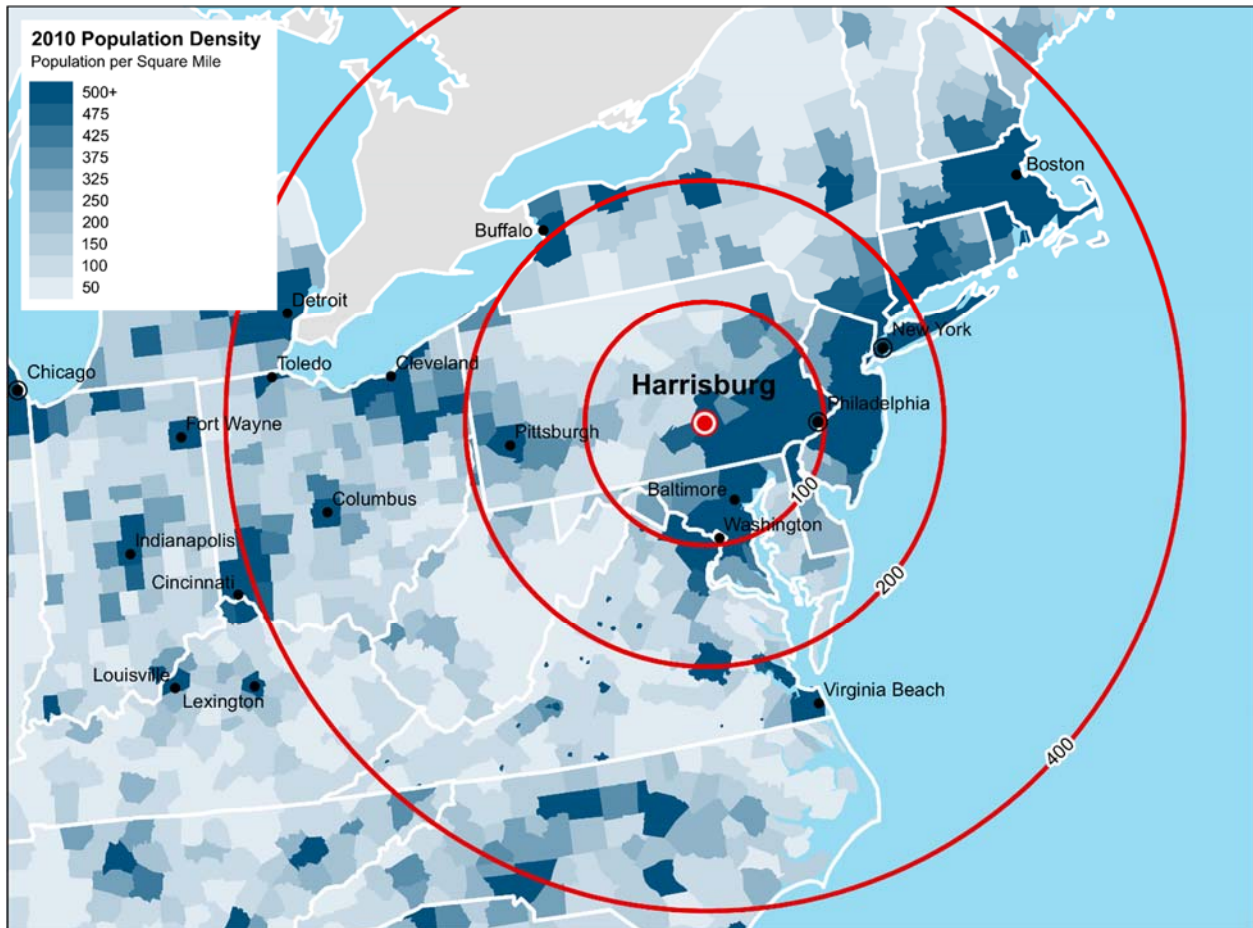 2010 Population Density
Population per Square Mile
500+
475
425
375
325
250
200
150
100
50
Boston
Buffalo
Detroit
New York
Toledo
Cleveland
Chicago
Harrisburg
Philadelphia
Fort Wayne
Pittsburgh
Baltimore
100
Columbus
Washington
Indianapolis
200
Cincinnati
Louisville
Lexington
Virginia Beach
400